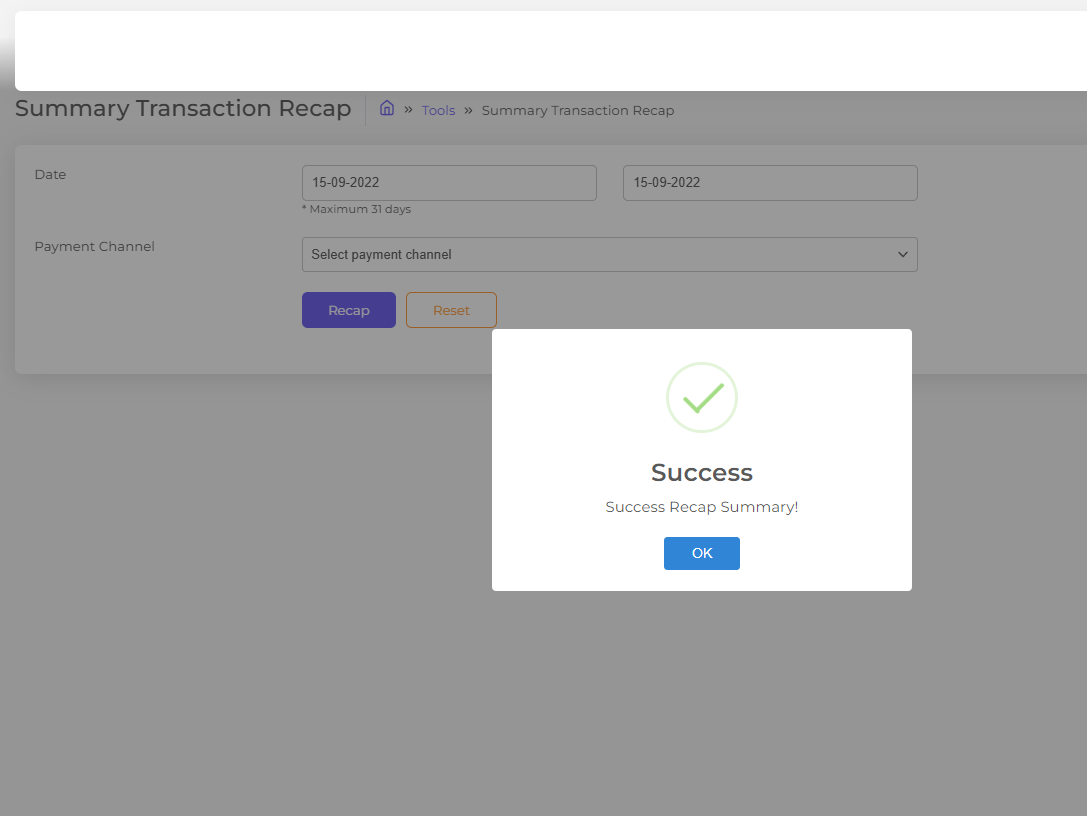 Summary Transaction Recap
» Tools » Summary Transaction Recap
Date
15-09-2022
15-09-2022
* Maximum 31 days
Payment Channel
Select payment channel
Recap
Reset
Success
Success Recap Summary!
OK